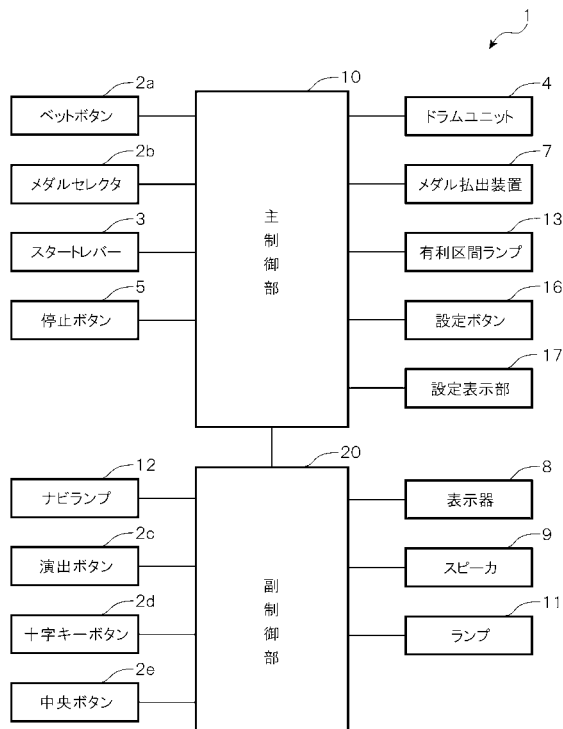 1
2a
ベットボタン
2b
メダルセレクタ
3
スタートレバー
5
停止ボタン
10
主制御部
4
ドラムユニット
7
メダル払出装置
13
有利区間ランプ
16
設定ボタン
17
設定表示部
12
ナビランプ
2c
演出ボタン
2d
十字キーボタン
2e
中央ボタン
20
副制御部
8
表示器
9
スピーカ
11
ランプ